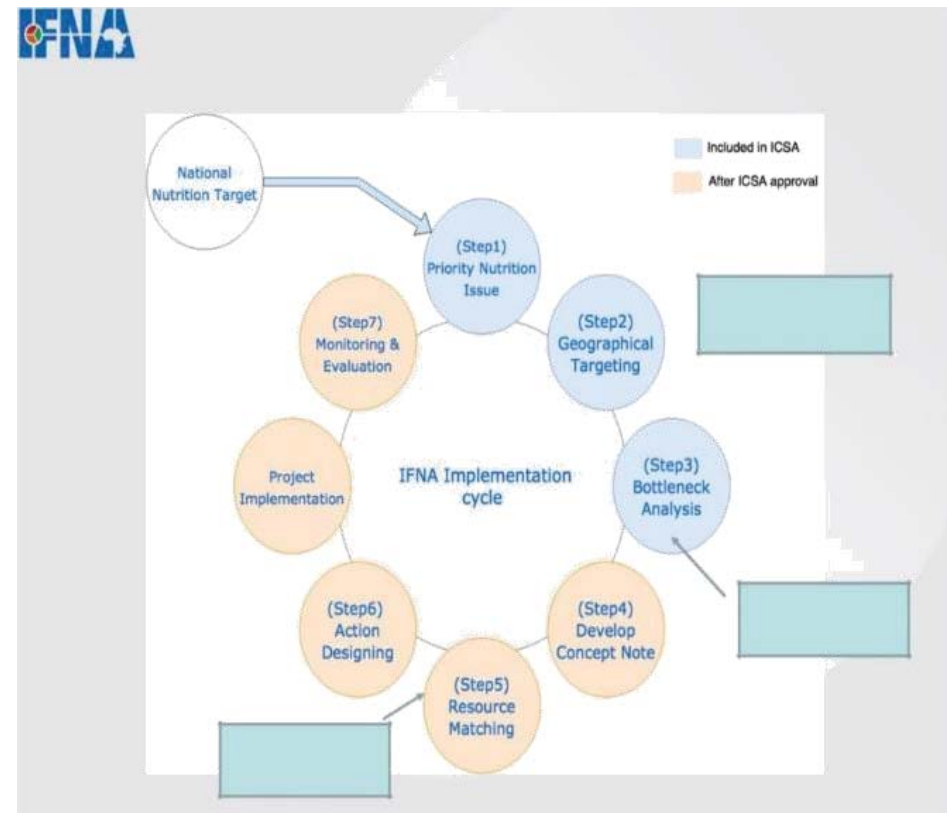 IFNA
National
Nutrition Target
Included in ICSA
After ICSA approval
(Step1)
Priority Nutrition
Issue
(Step2)
Geographical
Targeting
(Step3)
Bottleneck
Analysis
(Step4)
Develop
Concept Note
(Step5)
Resource
Matching
(Step6)
Action
Designing
Project
Implementation
(Step7)
Monitoring &
Evaluation
IFNA Implementation
cycle